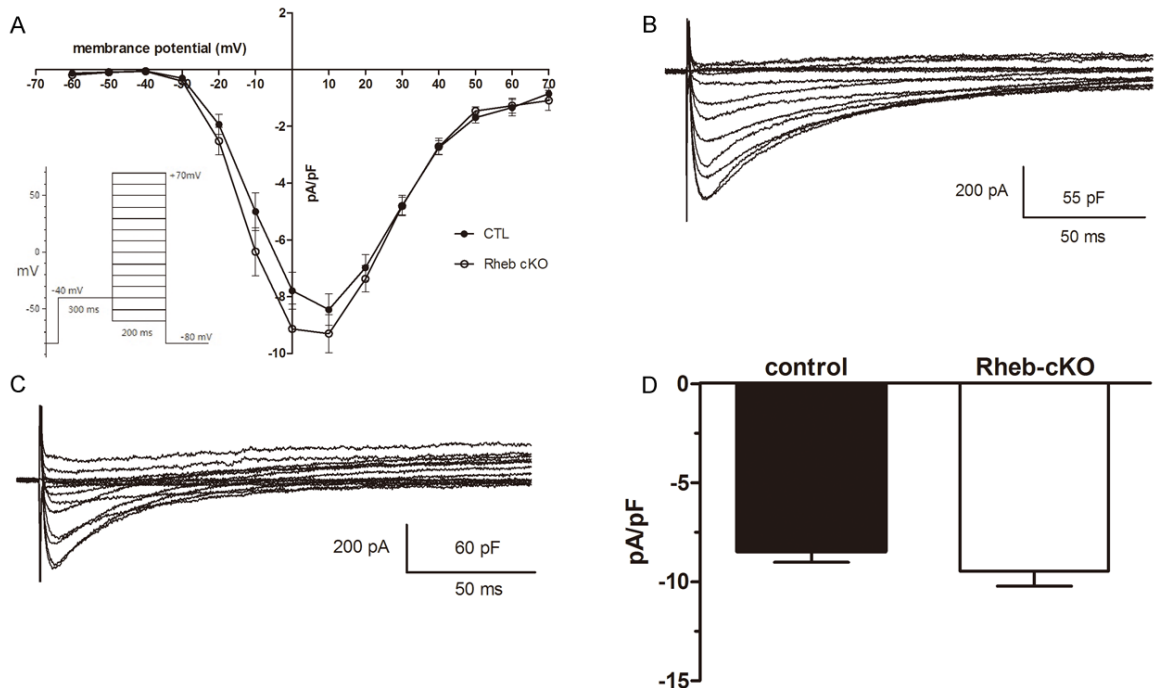 A
membrance potential (mV)
2
-70 -60 -50 -40 -30 -20 -10 10 20 30 40 50 60 70
-2
-4
-6
-8
-10
pA/pF
CTL
Rheb cKO
+70mV
50
0
mV
-50
-40 mV
300 ms
200 ms
-80 mV
B
200 pA
55 pF
50 ms
C
200 pA
60 pF
50 ms
D
control Rheb-cKO
0
-5
-10
-15
pA/pF